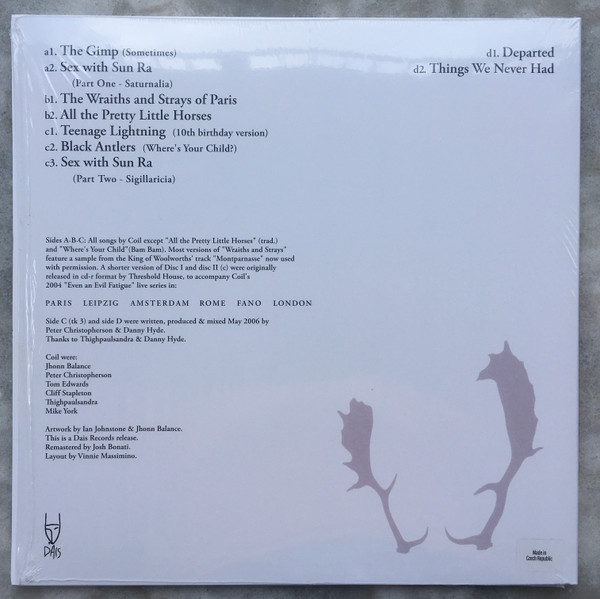 a1. The Gimp (Sometimes)
a2. Sex with Sun Ra
(Part One - Saturnalia)
b1. The Wraiths and Strays of Paris
b2. All the Pretty Little Horses
c1. Teenage Lightning (10th birthday version)
c2. Black Antlers (Where's Your Child?)
c3. Sex with Sun Ra
(Part Two - Sigillaricia)
d1. Departed
d2. Things We Never Had
Sides A-B-C: All songs by Coil except "All the Pretty Little Horses" (trad.)
and "Where's Your Child"(Bam Bam). Most versions of "Wraiths and Strays"
feature a sample from the King of Woolworths' track "Montparnasse" now used
with permission. A shorter version of Disc I and disc II (c) were originally
released in cd-r format by Threshold House, to accompany Coil's
2004 "Even an Evil Fatigue" live series in:
PARIS LEIPZIG AMSTERDAM ROME FANO LONDON
Side C (tk 3) and side D were written, produced & mixed May 2006 by
Peter Christopherson & Danny Hyde.
Thanks to Thighpaulsandra & Danny Hyde.
Coil were:
Jhonn Balance
Peter Christopherson
Tom Edwards
Cliff Stapleton
Thighpaulsandra
Mike York
Artwork by Ian Johnstone & Jhonn Balance.
This is a Dais Records release.
Remastered by Josh Bonati.
Layout by Vinnie Massimino.
DAIS
Made in
Czech Republic